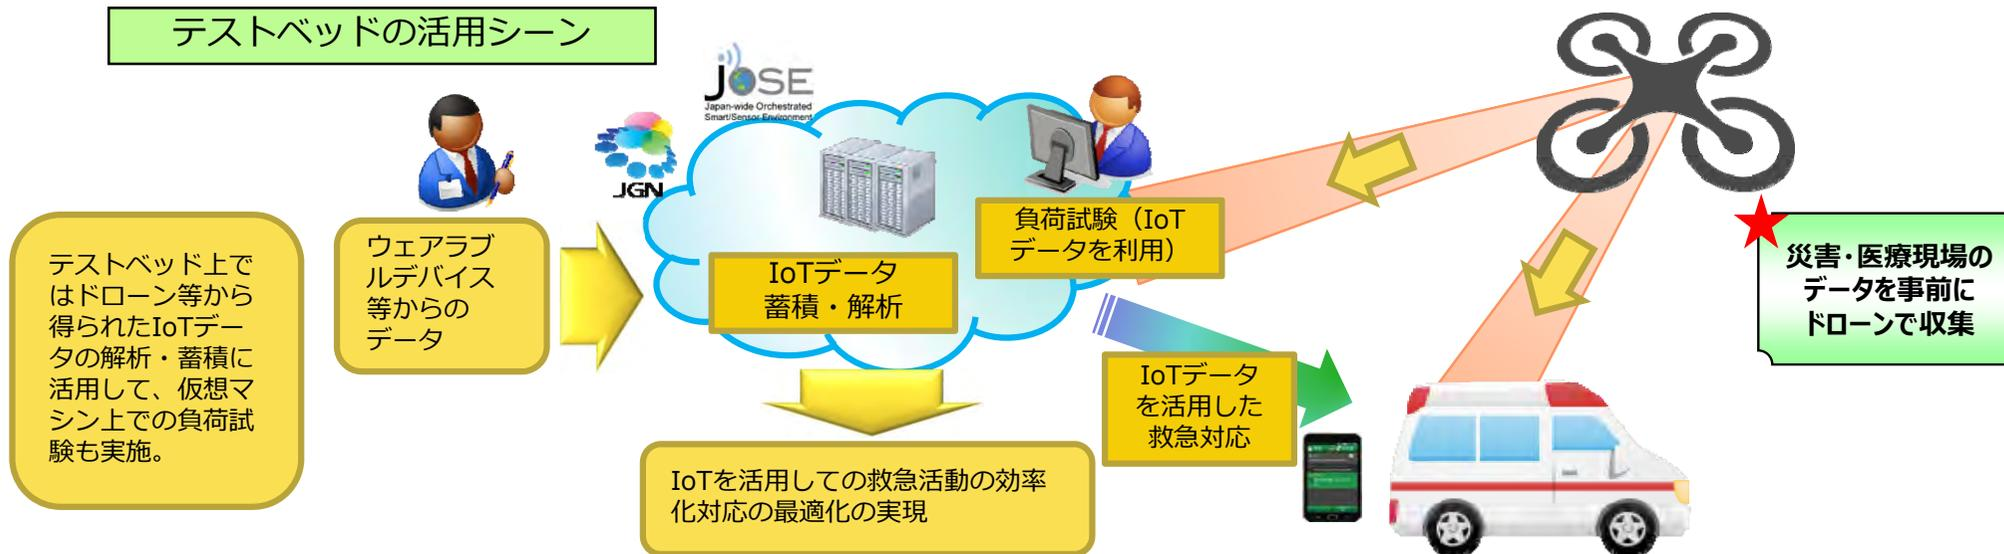 テストベッドの活用シーン
JOSE
Japan-wide Orchestrated
Smart/Sensor Environment
JGN
テストベッド上で
はドローン等から
得られたIoTデー
タの解析・蓄積に
活用して、仮想マ
シン上での負荷試
験も実施。
ウェアラブ
ルデバイス
等からの
データ
IoTデータ
蓄積・解析
負荷試験（IoT
データを利用）
災害・医療現場の
データを事前に
ドローンで収集
IoTデータ
を活用した
救急対応
IoTを活用しての救急活動の効率
化対応の最適化の実現